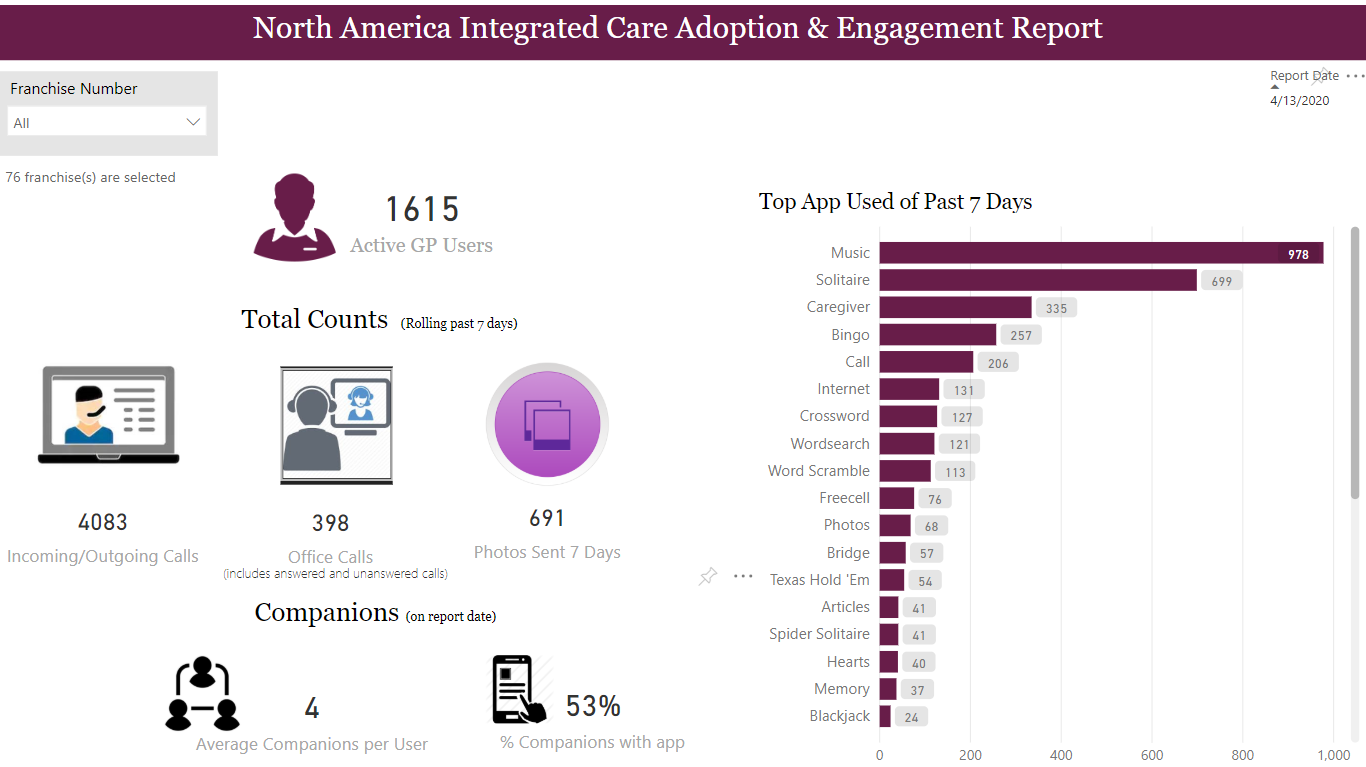 North America Integrated Care Adoption & Engagement Report
Franchise Number
All
76 franchise(s) are selected
Report Date
4/13/2020
1615
Active GP Users
Total Counts (Rolling past 7 days)
4083
Incoming/Outgoing Calls
398
Office Calls
(includes answered and unanswered calls)
691
Photos Sent 7 Days
Companions (on report date)
4
Average Companions per User
53%
% Companions with app
Top App Used of Past 7 Days
Music 978
Solitaire 699
Caregiver 335
Bingo 257
Call 206
Internet 131
Crossword 127
Wordsearch 121
Word Scramble 113
Freecell 76
Photos 68
Bridge 57
Texas Hold 'Em 54
Articles 41
Spider Solitaire 41
Hearts 40
Memory 37
Blackjack 24
0 200 400 600 800 1,000